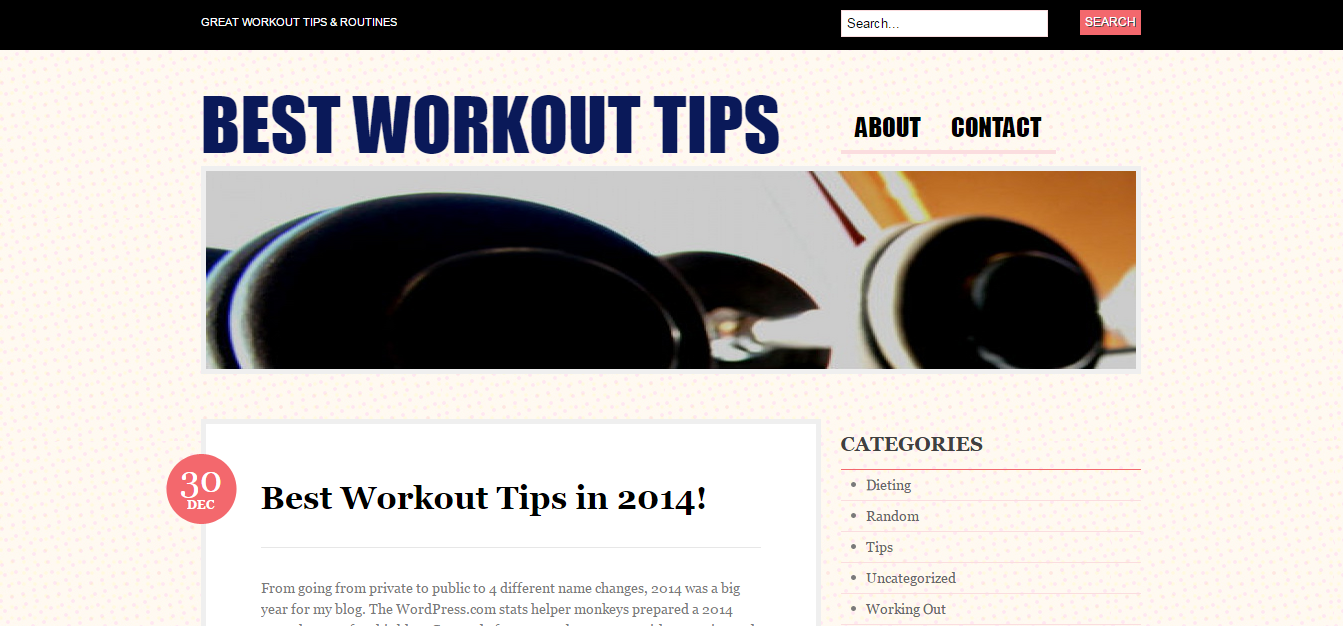 GREAT WORKOUT TIPS & ROUTINES
Search...
SEARCH
BEST WORKOUT TIPS
ABOUT
CONTACT
30
DEC
Best Workout Tips in 2014!
From going from private to public to 4 different name changes, 2014 was a big
year for my blog. The WordPress.com stats helper monkeys prepared a 2014
CATEGORIES
Dieting
Random
Tips
Uncategorized
Working Out